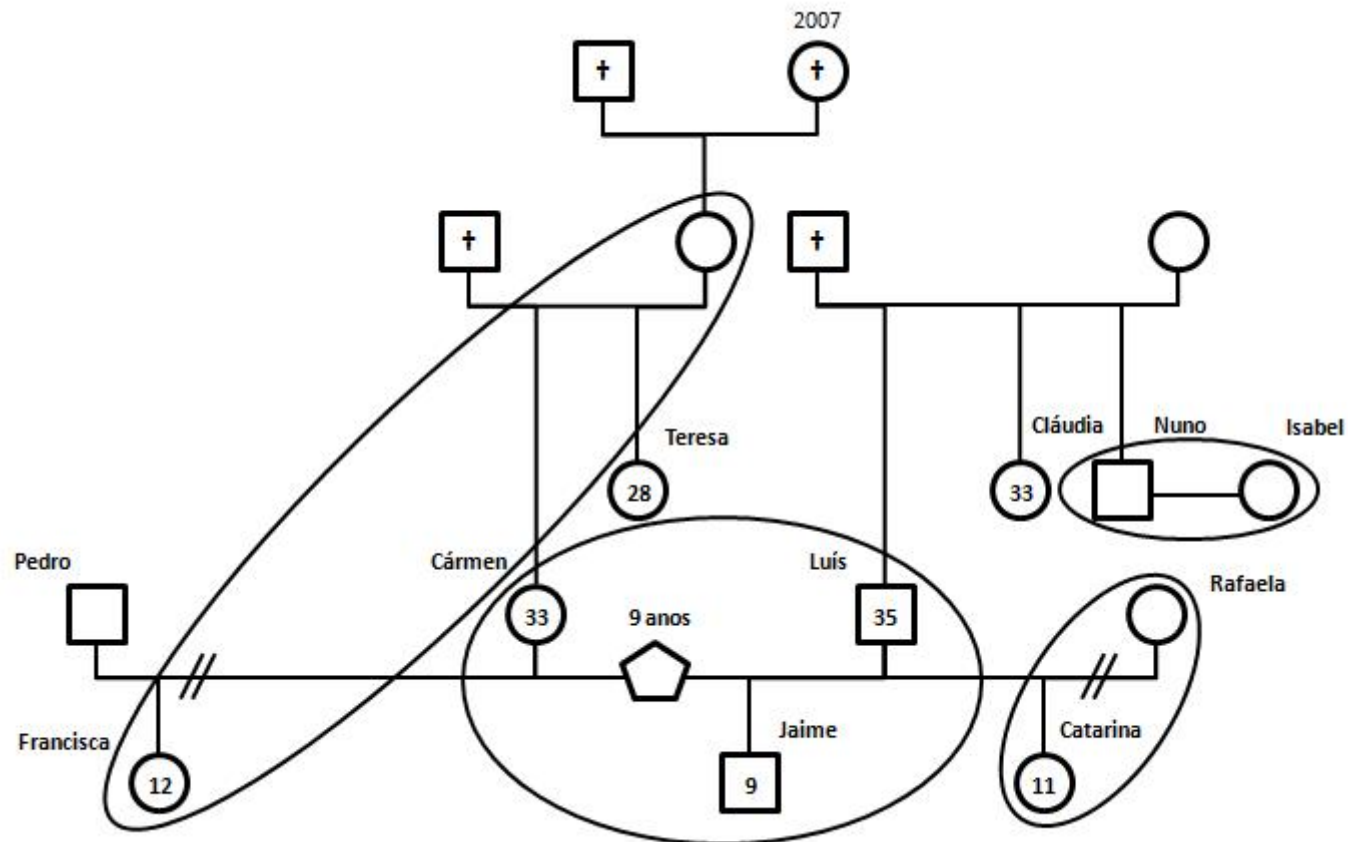 2007
✝
✝
✝
✝
Teresa
28
Cláudia
Nuno
Isabel
33
Pedro
Cármen
33
9 anos
Luís
35
Rafaela
Francisca
12
Jaime
9
Catarina
11